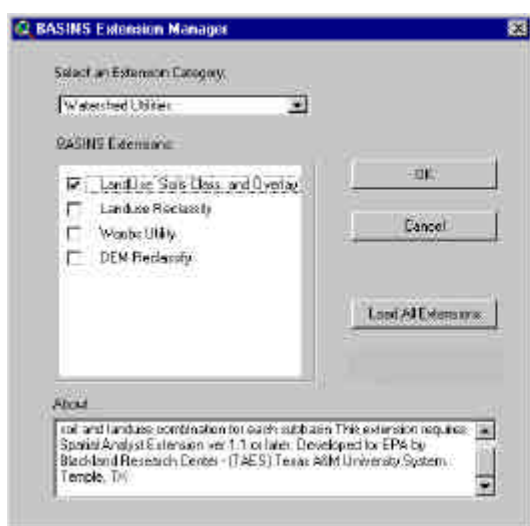 BASINS Extension Manager
Select an Extension Category:
Watershed Utilities
BASINS Extensions:
LandUse, Soils Class. and Overlay
Landuse Reclassify
Utility
DEM Reclassify
OK
Cancel
Load All Extensions
About
soil and landuse combination for each subbasin This extension requires
Spatial Analyst Extension ver 1.1 or later. Developed for EPA by
Blackland Research Center - (TAES) Texas A&M University System.
Temple, TX